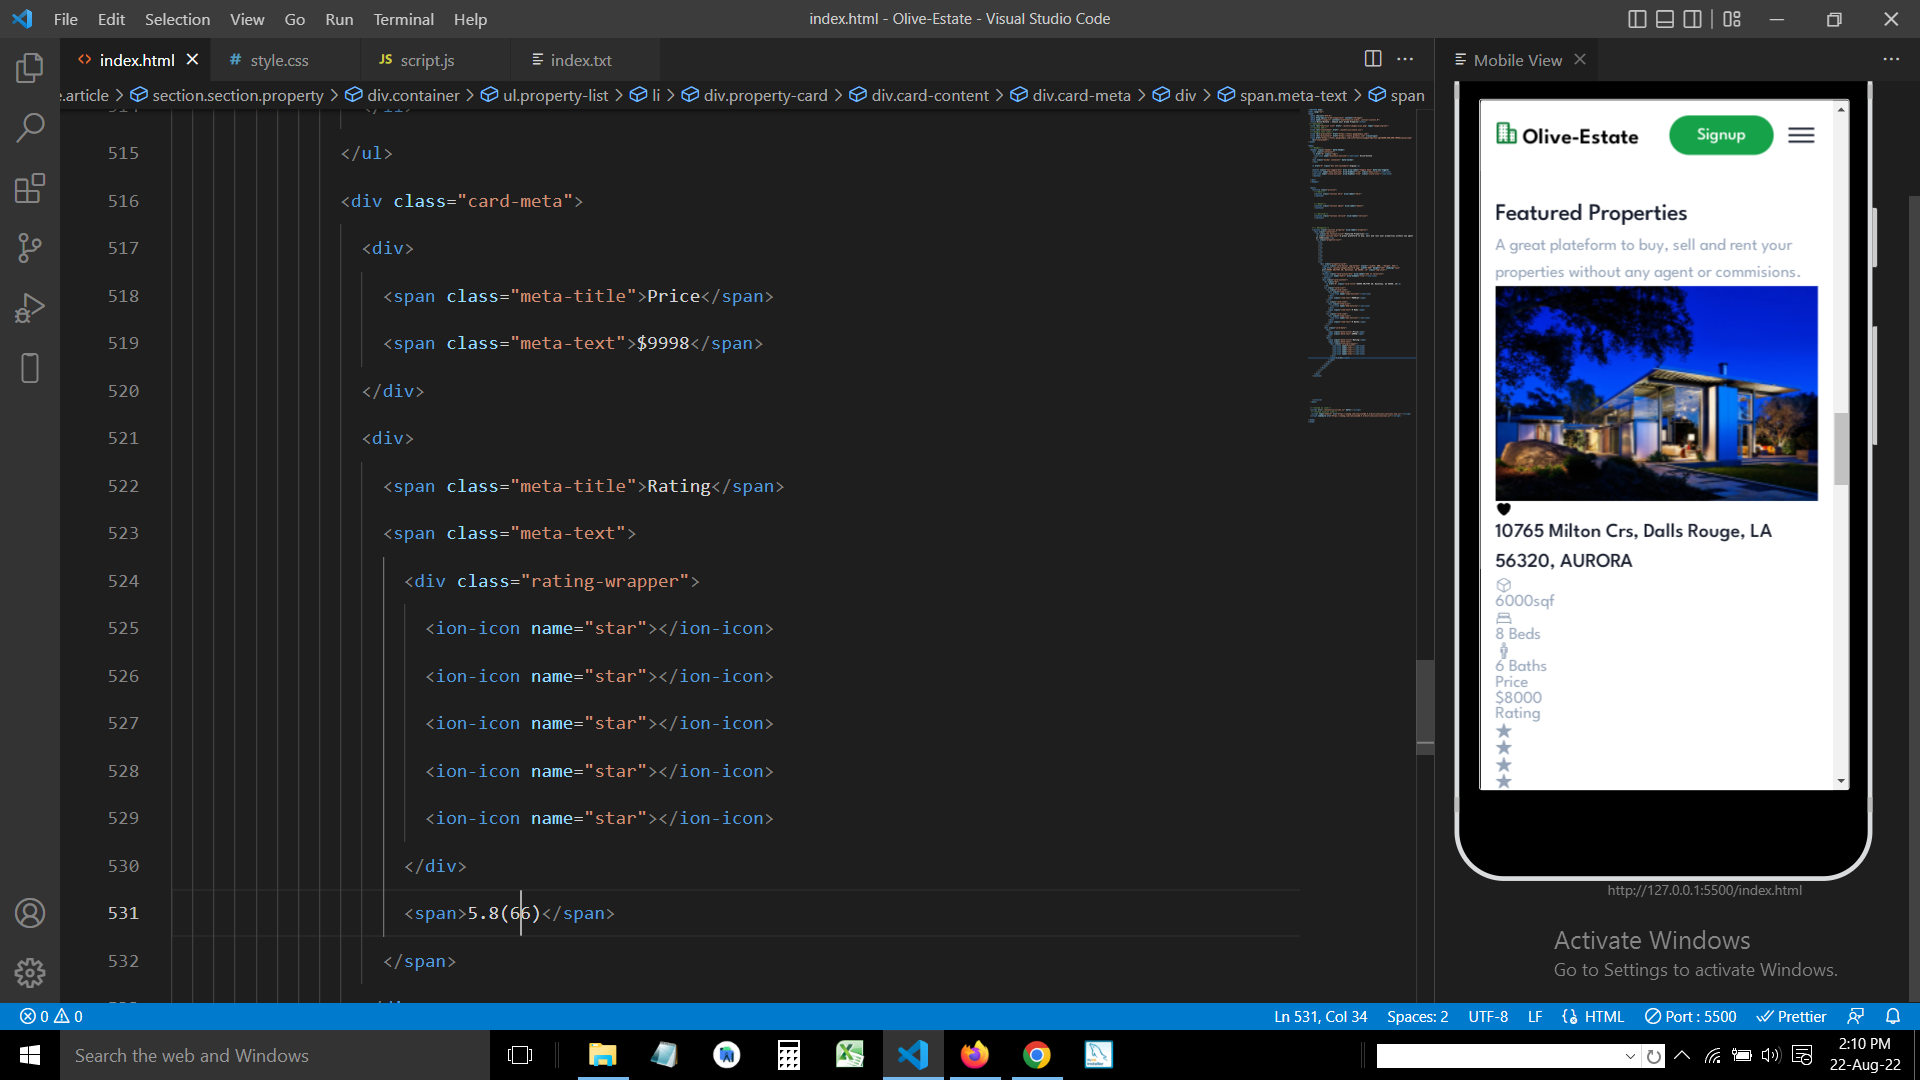 File Edit Selection View Go Run Terminal Help
index.html - Olive-Estate - Visual Studio Code
<> index.html
# style.css
JS script.js
index.txt
Mobile View
e.article > section.section.property > div.container > ul.property-list > li > div.property-card > div.card-content > div.card-meta > div > span.meta-text > span
515 </ul>
516 <div class="card-meta">
517 <div>
518 <span class="meta-title">Price</span>
519 <span class="meta-text">$9998</span>
520 </div>
521 <div>
522 <span class="meta-title">Rating</span>
523 <span class="meta-text">
524 <div class="rating-wrapper">
525 <ion-icon name="star"></ion-icon>
526 <ion-icon name="star"></ion-icon>
527 <ion-icon name="star"></ion-icon>
528 <ion-icon name="star"></ion-icon>
529 <ion-icon name="star"></ion-icon>
530 </div>
531 <span>5.8(66)</span>
532 </span>
Olive-Estate
Signup
Featured Properties
A great plateform to buy, sell and rent your
properties without any agent or commisions.
10765 Milton Crs, Dalls Rouge, LA
56320, AURORA
6000sqf
8 Beds
6 Baths
Price
$8000
Rating
http://127.0.0.1:5500/index.html
Activate Windows
Go to Settings to activate Windows.
0 0
Ln 531, Col 34 Spaces: 2 UTF-8 LF HTML Port : 5500 Prettier
Search the web and Windows
2:10 PM
22-Aug-22